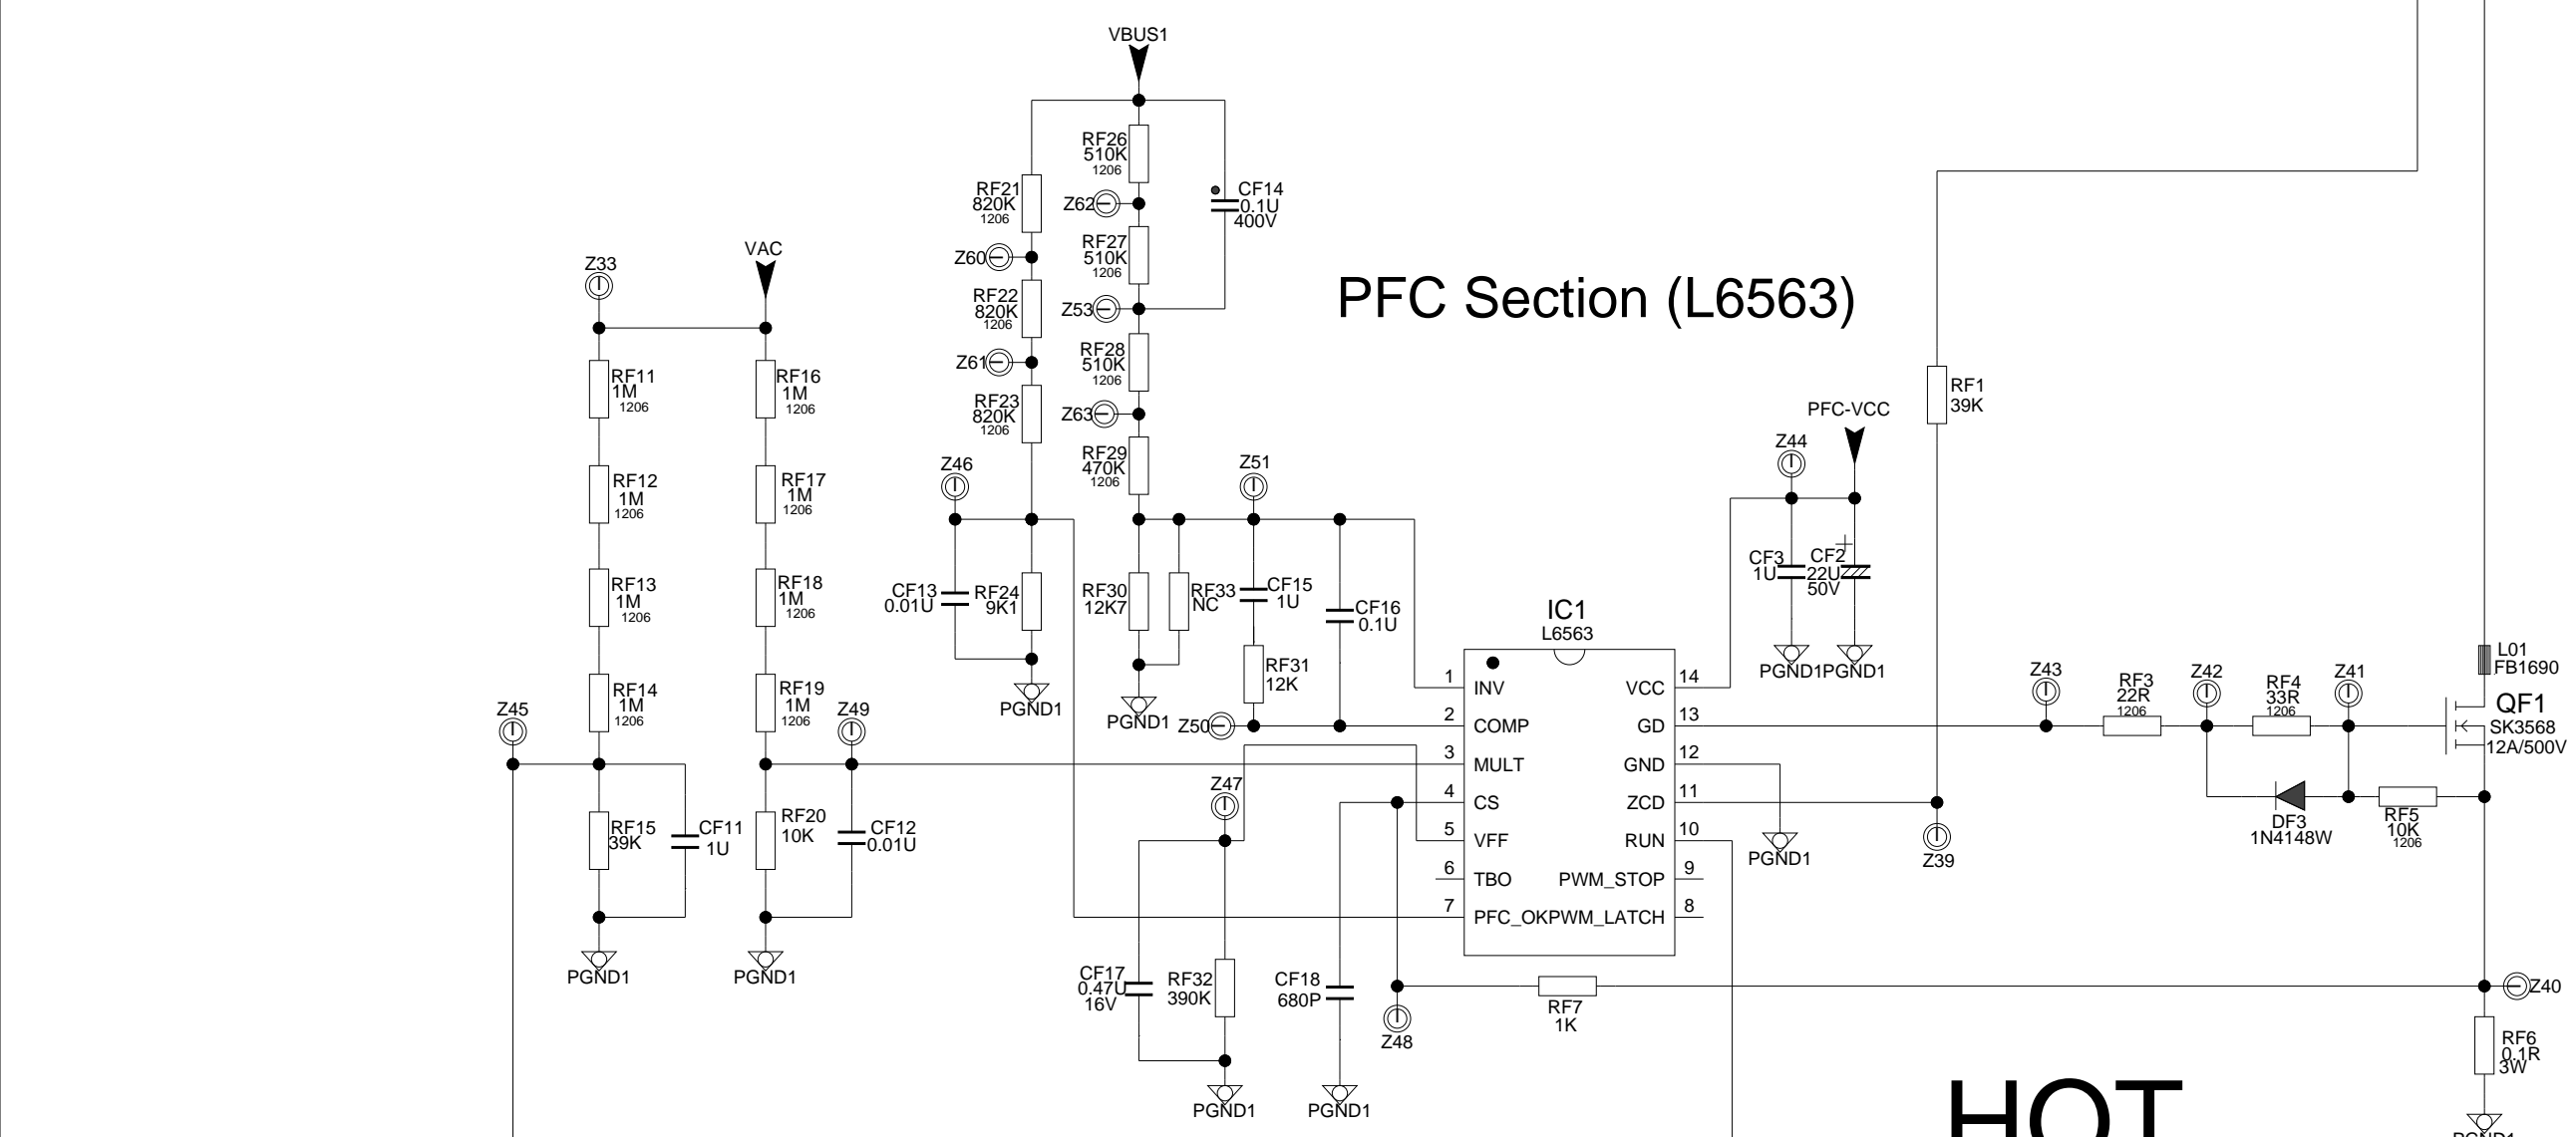 VBUS1
RF26
510K
1206
RF21
820K
1206
Z62
CF14
0.1U
400V
Z60
RF27
510K
1206
VAC
Z33
RF22
820K
1206
Z53
PFC Section (L6563)
Z61
RF28
510K
1206
RF11
1M
1206
RF16
1M
1206
RF23
820K
1206
Z63
RF1
39K
PFC-VCC
Z44
Z46
RF29
470K
1206
Z51
RF12
1M
1206
RF17
1M
1206
CF3
1U
CF2
22U
50V
+
RF13
1M
1206
RF18
1M
1206
CF13
0.01U
RF24
9K1
RF30
12K7
RF33
NC
CF15
1U
CF16
0.1U
IC1
L6563
PGND1
PGND1
L01
FB1690
RF31
12K
RF14
1M
1206
RF19
1M
1206
PGND1
PGND1
Z45
Z49
Z50
1
INV
VCC
14
2
COMP
GD
13
3
MULT
GND
12
4
CS
ZCD
11
5
VFF
RUN
10
6
TBO
PWM_STOP
9
7
PFC_OK
PWM_LATCH
8
Z43
RF3
22R
1206
Z42
RF4
33R
1206
Z41
QF1
SK3568
12A/500V
Z47
RF15
39K
CF11
1U
RF20
10K
CF12
0.01U
PGND1
Z39
DF3
1N4148W
RF5
10K
1206
PGND1
PGND1
CF17
0.47U
16V
RF32
390K
CF18
680P
RF7
1K
Z40
Z48
RF6
0.1R
3W
PGND1
PGND1
HOT
PGND1